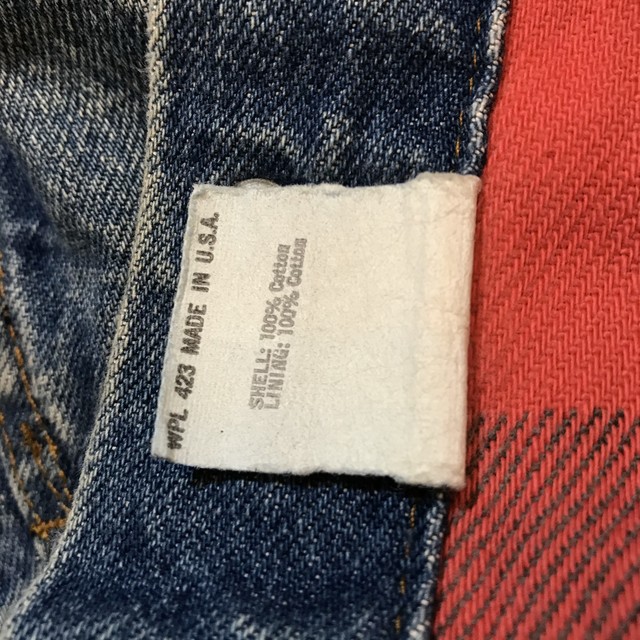 WPL 423 MADE IN U.S.A.
SHELL: 100% Cotton
LINING: 100% Cotton